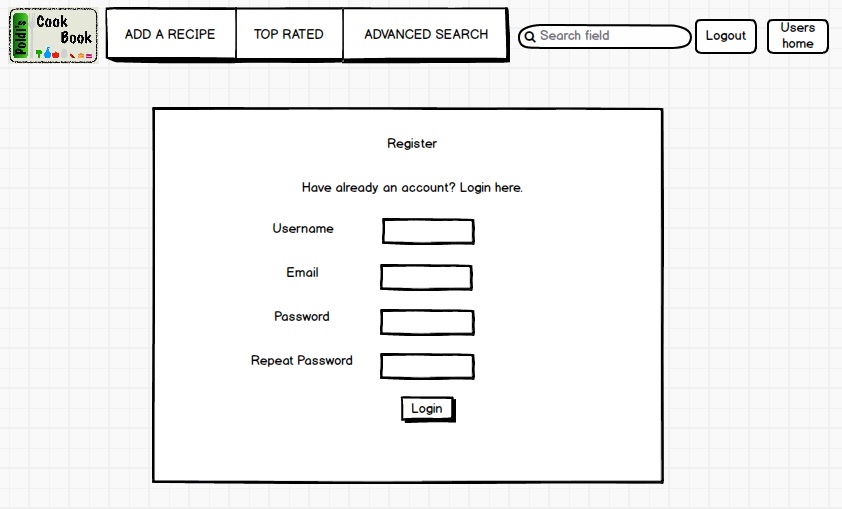 Poldi's
Cook
Book
ADD A RECIPE
TOP RATED
ADVANCED SEARCH
Search field
Logout
Users
home
Register
Have already an account? Login here.
Username
Email
Password
Repeat Password
Login